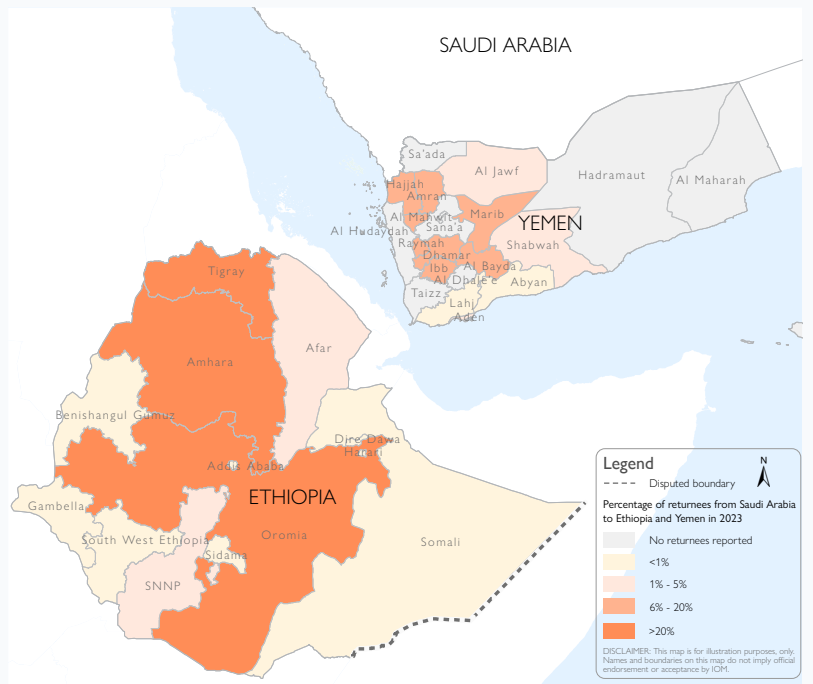 SAUDI ARABIA
Sa'ada
Al Jawf
Hadramaut
Al Maharah
Hajjah
Amran
Marib
Al Mahwit
YEMEN
Sana'a
Al Hudaydah
Raymah
Shabwah
Dhamar
Ibb
Al Bayda
Al Dhale'e
Abyan
Taizz
Lahj
Aden
Tigray
Afar
Amhara
Benishangul Gumuz
Dire Dawa
Harari
Addis Ababa
ETHIOPIA
Gambella
Oromia
South West Ethiopia
Somali
Sidama
SNNP
Legend
N
Disputed boundary
Percentage of returnees from Saudi Arabia
to Ethiopia and Yemen in 2023
No returnees reported
<1%
1% - 5%
6% - 20%
>20%
DISCLAIMER: This map is for illustration purposes, only.
Names and boundaries on this map do not imply official
endorsement or acceptance by IOM.